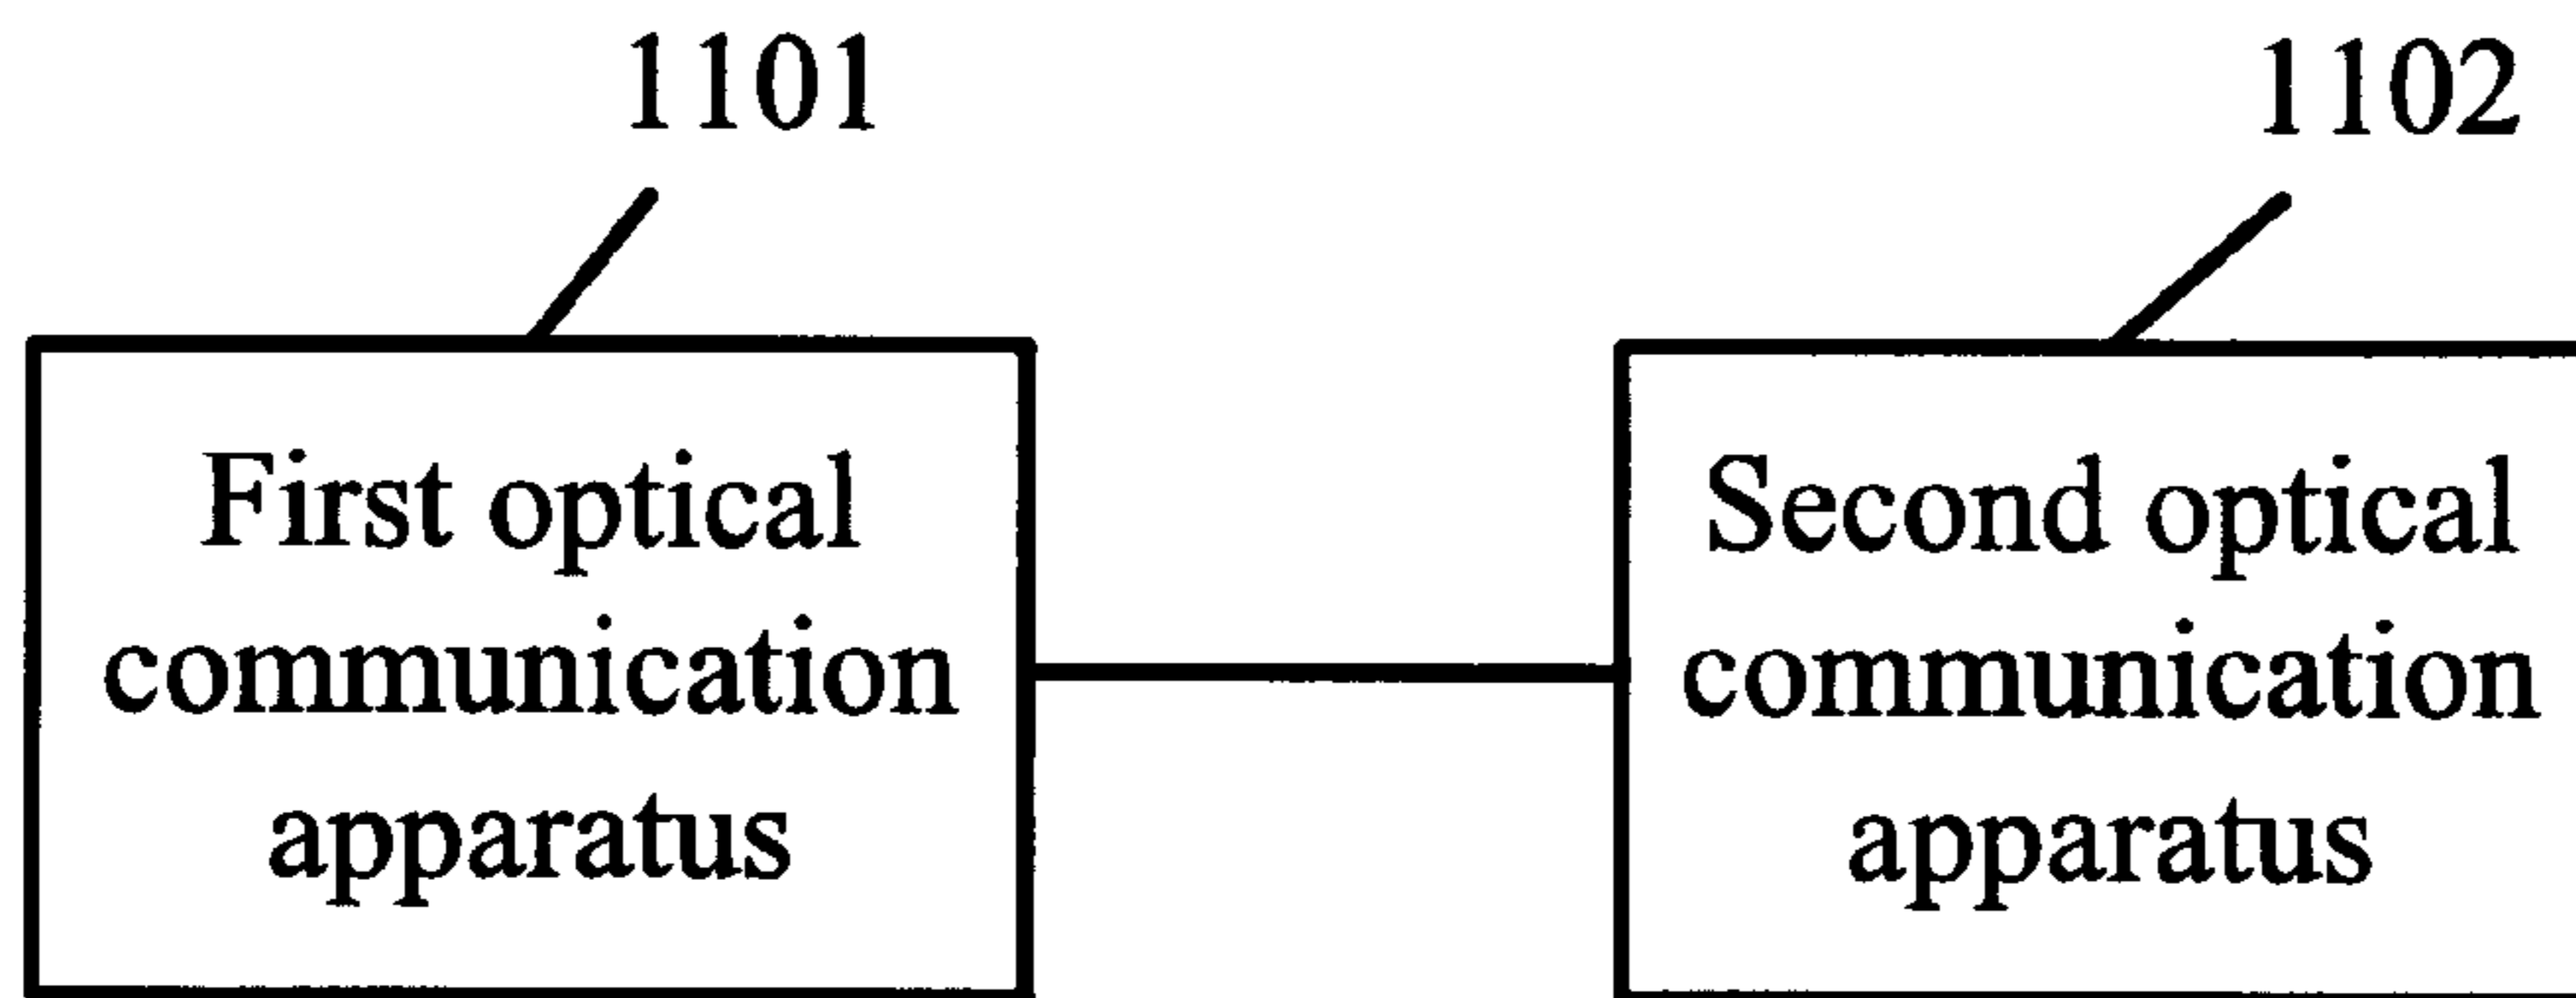 1101
1102
First optical
communication
apparatus
Second optical
communication
apparatus